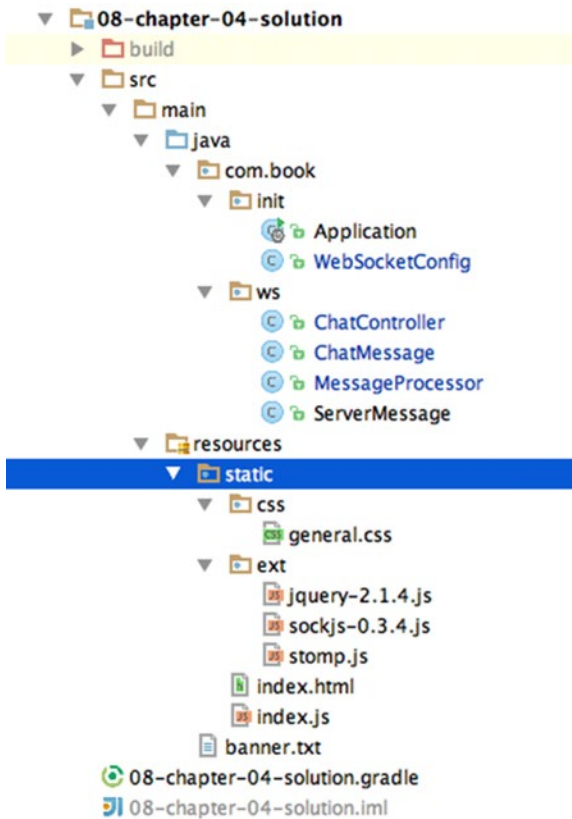 08-chapter-04-solution
build
src
main
java
com.book
init
Application
WebSocketConfig
ws
ChatController
ChatMessage
MessageProcessor
ServerMessage
resources
static
css
general.css
ext
jquery-2.1.4.js
sockjs-0.3.4.js
stomp.js
index.html
index.js
banner.txt
08-chapter-04-solution.gradle
08-chapter-04-solution.iml